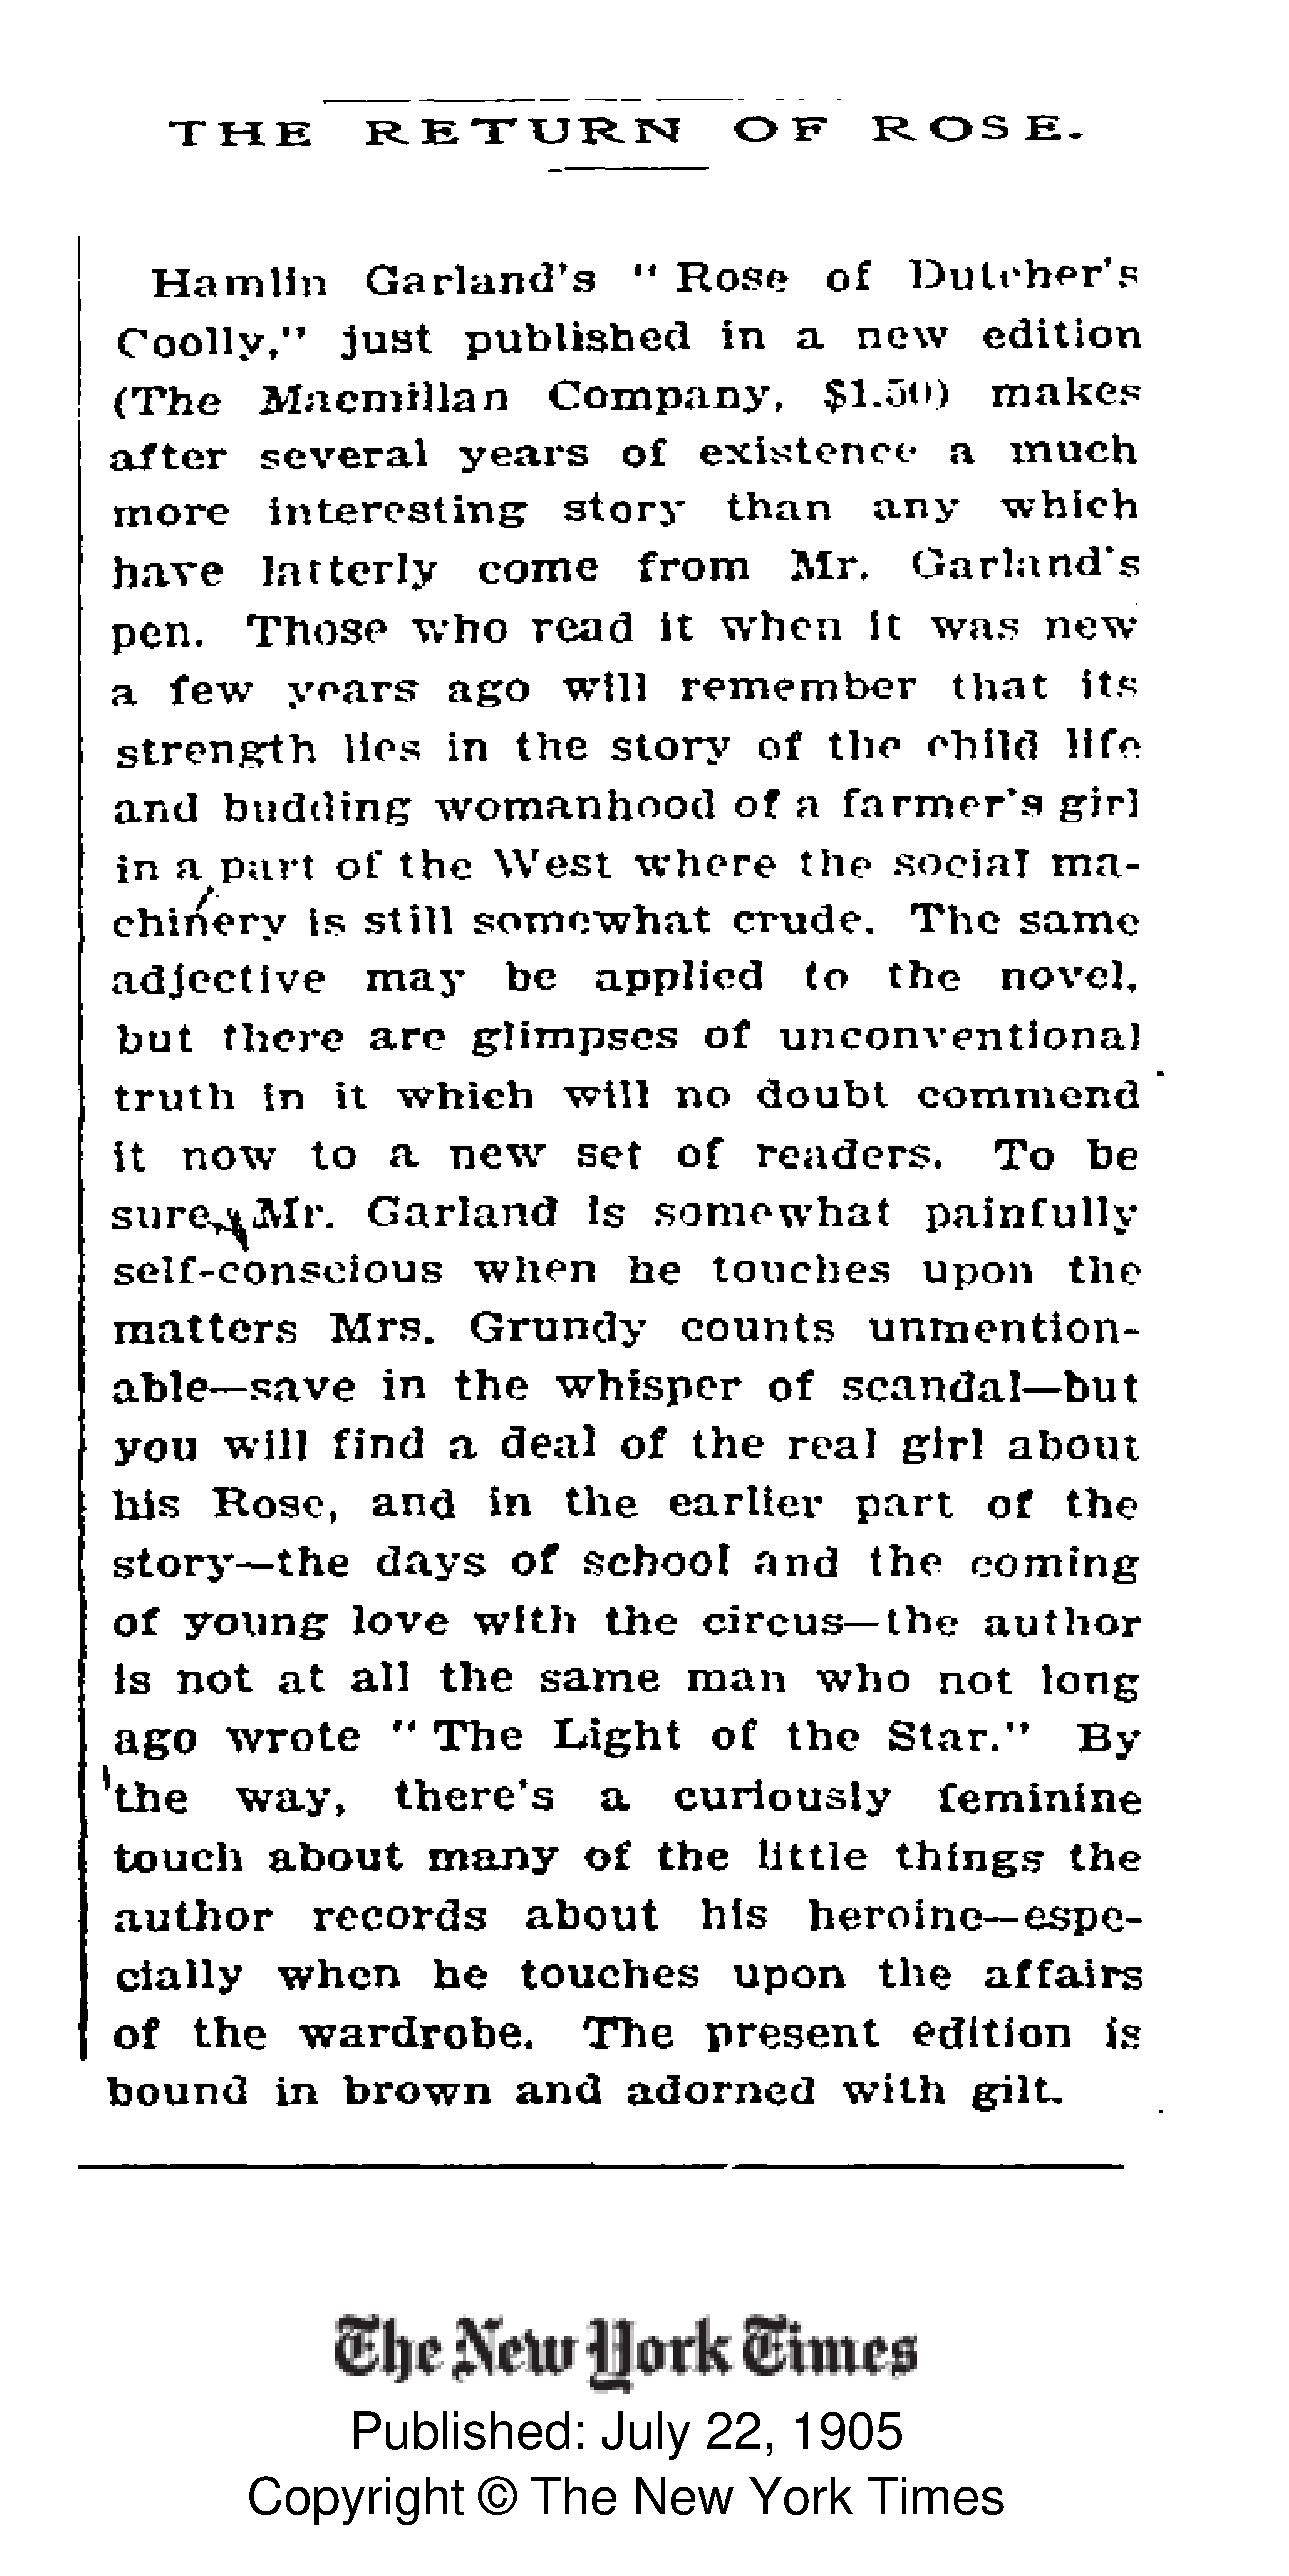 THE RETURN OF ROSE.
Hamlin Garland's " Rose of Dutcher's
Coolly," just published in a new edition
(The Macmillan Company, $1.50) makes
after several years of existence a much
more interesting story than any which
have latterly come from Mr. Garland's
pen. Those who read it when it was new
a few years ago will remember that its
strength lies in the story of the child life
and budding womanhood of a farmer's girl
in a part of the West where the social ma-
chinery is still somewhat crude. The same
adjective may be applied to the novel,
but there are glimpses of unconventional
truth in it which will no doubt commend
it now to a new set of readers. To be
sure, Mr. Garland is somewhat painfully
self-conscious when he touches upon the
matters Mrs. Grundy counts unmention-
able—save in the whisper of scandal—but
you will find a deal of the real girl about
his Rose, and in the earlier part of the
story—the days of school and the coming
of young love with the circus—the author
is not at all the same man who not long
ago wrote " The Light of the Star." By
the way, there's a curiously feminine
touch about many of the little things the
author records about his heroine—espe-
cially when he touches upon the affairs
of the wardrobe. The present edition is
bound in brown and adorned with gilt.
The New York Times
Published: July 22, 1905
Copyright © The New York Times